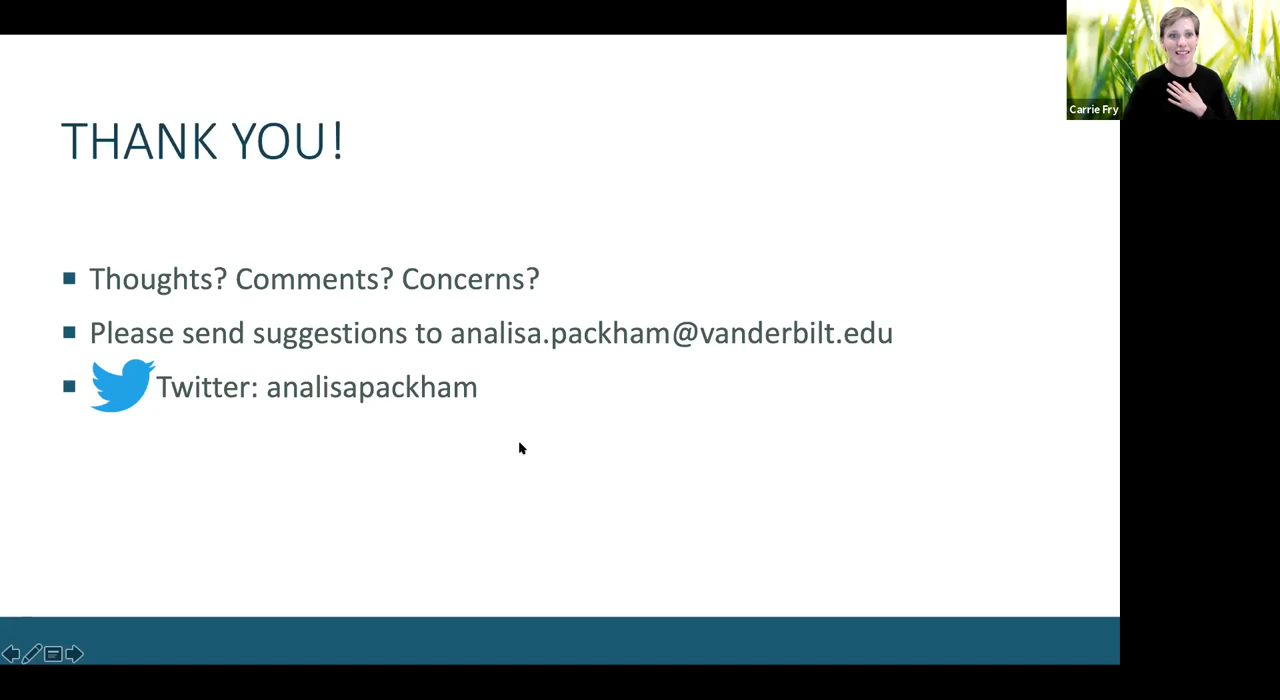 THANK YOU!
Thoughts? Comments? Concerns?
Please send suggestions to analisa.packham@vanderbilt.edu
Twitter: analisapackham
Carrie Fry